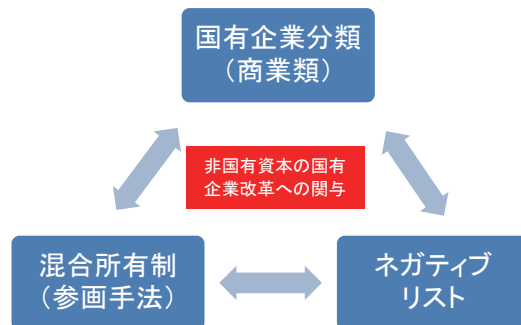 国有企業分類
（商業類）
非国有資本の国有
企業改革への関与
混合所有制
（参画手法）
ネガティブ
リスト